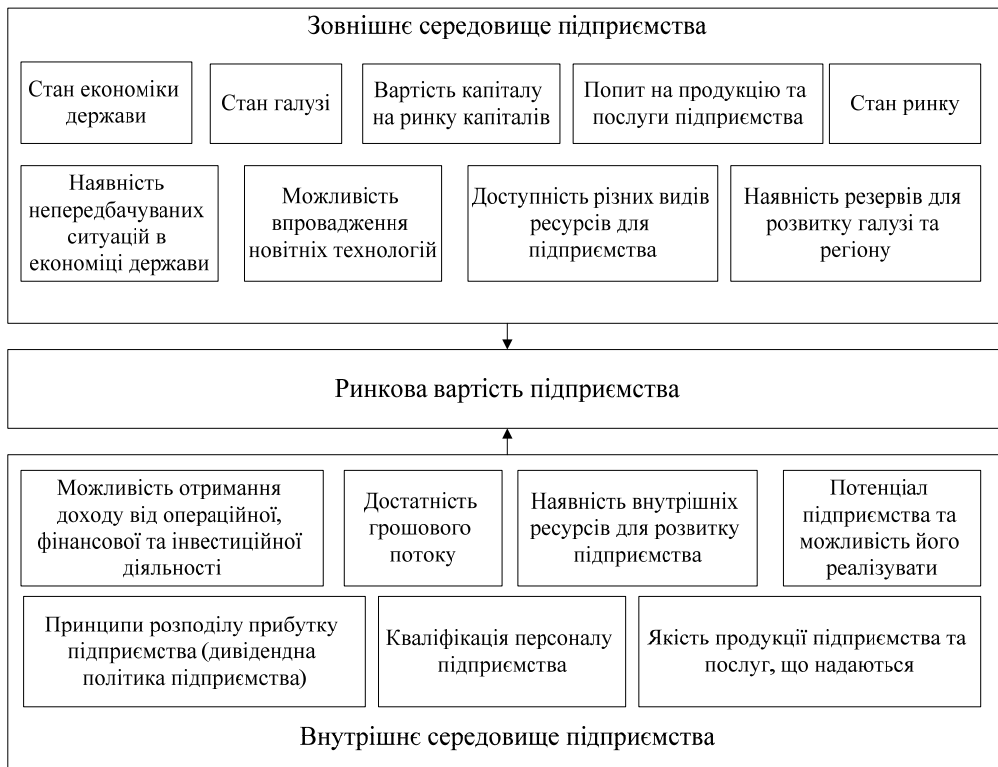 Зовнішнє середовище підприємства
Стан економіки
держави
Стан галузі
Вартість капіталу
на ринку капіталів
Попит на продукцію та
послуги підприємства
Стан ринку
Наявність
непередбачуваних
ситуацій в
економіці держави
Можливість
впровадження
новітніх технологій
Доступність різних видів
ресурсів для
підприємства
Наявність резервів для
розвитку галузі та
регіону
Ринкова вартість підприємства
Можливість отримання
доходу від операційної,
фінансової та інвестиційної
діяльності
Достатність
грошового
потоку
Наявність внутрішніх
ресурсів для розвитку
підприємства
Потенціал
підприємства та
можливість його
реалізувати
Принципи розподілу прибутку
підприємства (дивідендна
політика підприємства)
Кваліфікація персоналу
підприємства
Якість продукції підприємства та
послуг, що надаються
Внутрішнє середовище підприємства